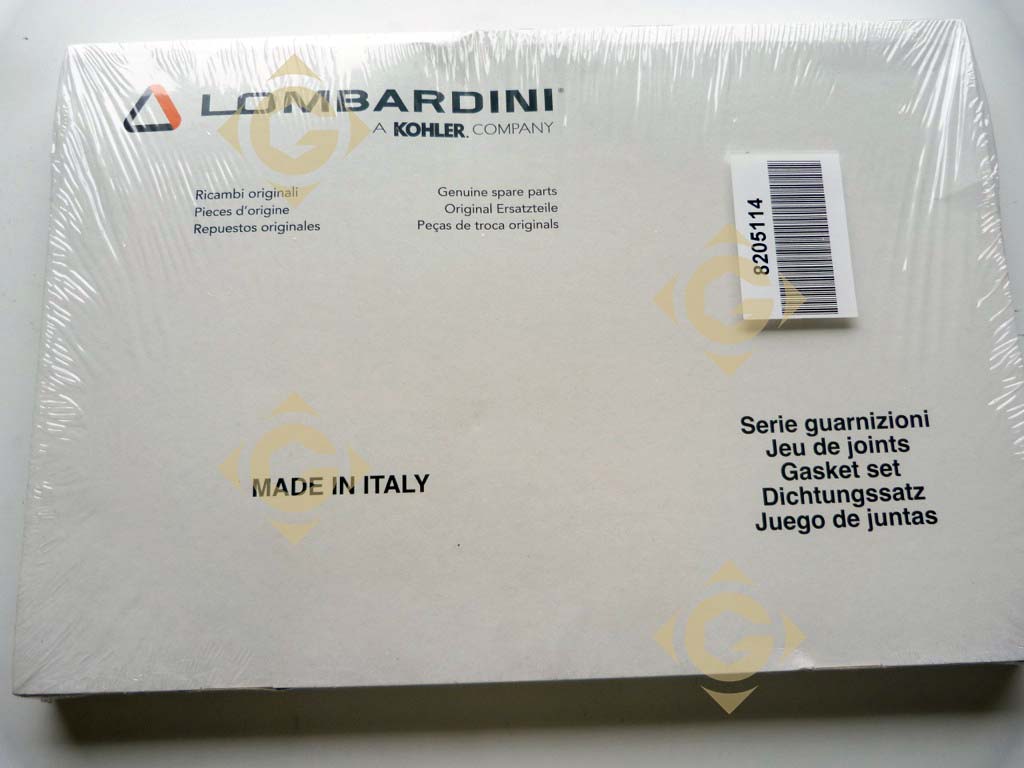 LOMBARDINI®
A KOHLER. COMPANY
Ricambi originali
Pieces d'origine
Repuestos originales
Genuine spare parts
Original Ersatzteile
Peças de troca originals
8205114
MADE IN ITALY
Serie guarnizioni
Jeu de joints
Gasket set
Dichtungssatz
Juego de juntas
G
G
G
G